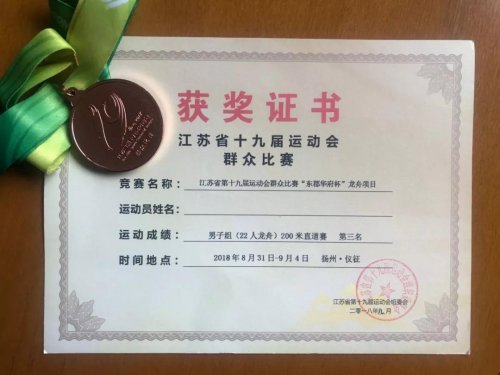 获奖证书
江苏省十九届运动会
群众比赛
竞赛名称：江苏省第十九届运动会群众比赛“东郡华府杯”龙舟项目
运动员姓名：
运动成绩：男子组（22人龙舟）200米直道赛 第三名
时间地点：2018年8月31日-9月4日 扬州·仪征
江苏省第十九届运动会组委会
二零一八年九月